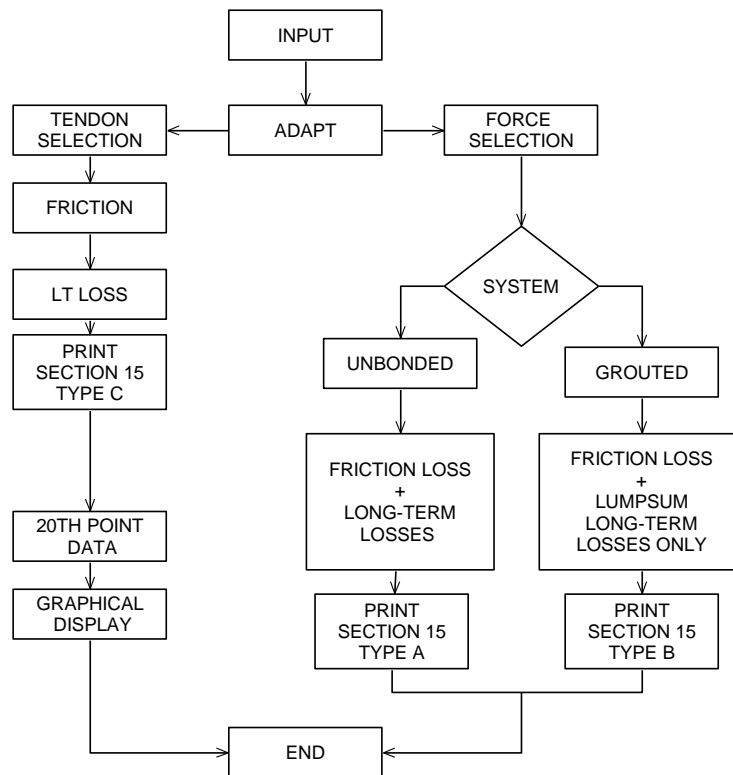 INPUT
ADAPT
TENDON
SELECTION
FORCE
SELECTION
FRICTION
LT LOSS
PRINT
SECTION 15
TYPE C
20TH POINT
DATA
GRAPHICAL
DISPLAY
SYSTEM
UNBONDED
FRICTION LOSS
+
LONG-TERM
LOSSES
PRINT
SECTION 15
TYPE A
GROUTED
FRICTION LOSS
+
LUMPSUM
LONG-TERM
LOSSES ONLY
PRINT
SECTION 15
TYPE B
END